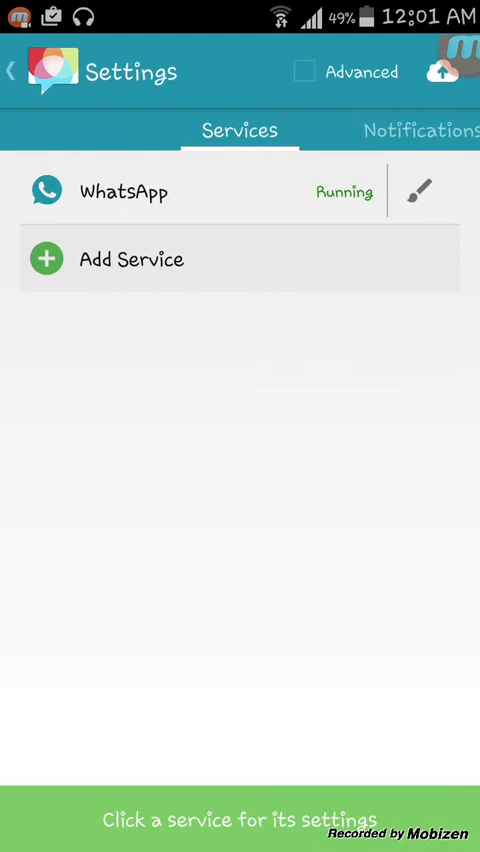 49% 12:01 AM
Settings Advanced
Services Notifications
WhatsApp Running
Add Service
Click a service for its settings
Recorded by Mobizen